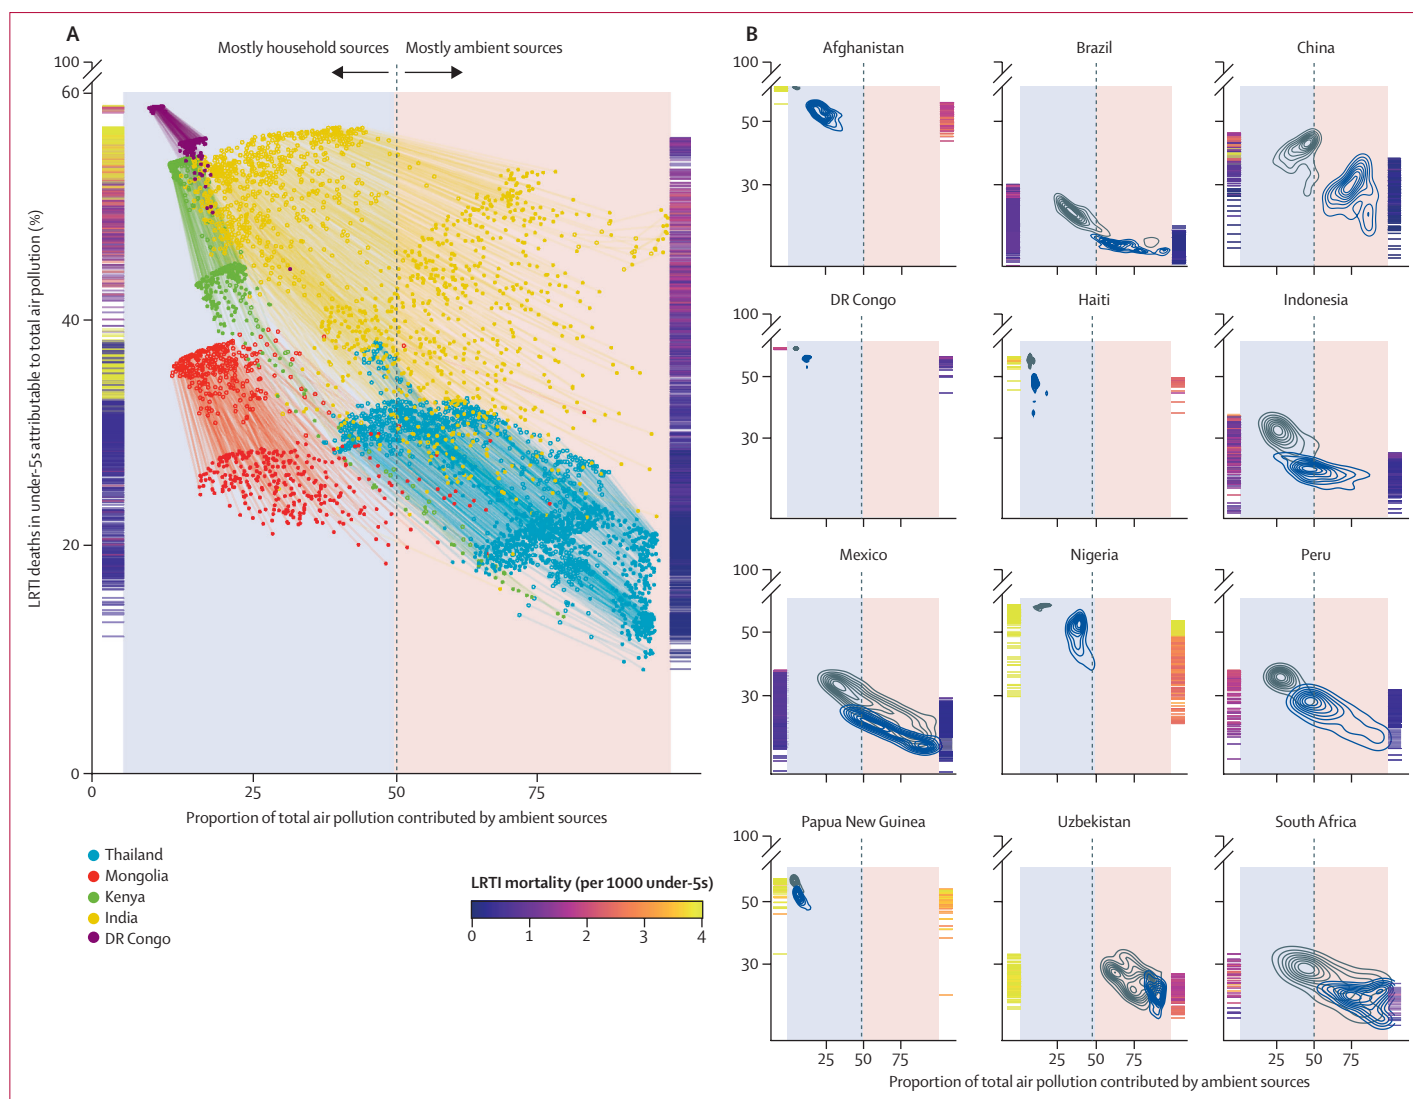 A
Mostly household sources
Mostly ambient sources
100
60
40
20
0
LRTI deaths in under-5s attributable to total air pollution (%)
0
25
50
75
Proportion of total air pollution contributed by ambient sources
Thailand
Mongolia
Kenya
India
DR Congo
LRTI mortality (per 1000 under-5s)
0
1
2
3
4
B
Afghanistan
Brazil
China
100
50
30
DR Congo
Haiti
Indonesia
100
50
30
Mexico
Nigeria
Peru
100
50
30
Papua New Guinea
Uzbekistan
South Africa
100
50
30
25
50
75
25
50
75
25
50
75
Proportion of total air pollution contributed by ambient sources